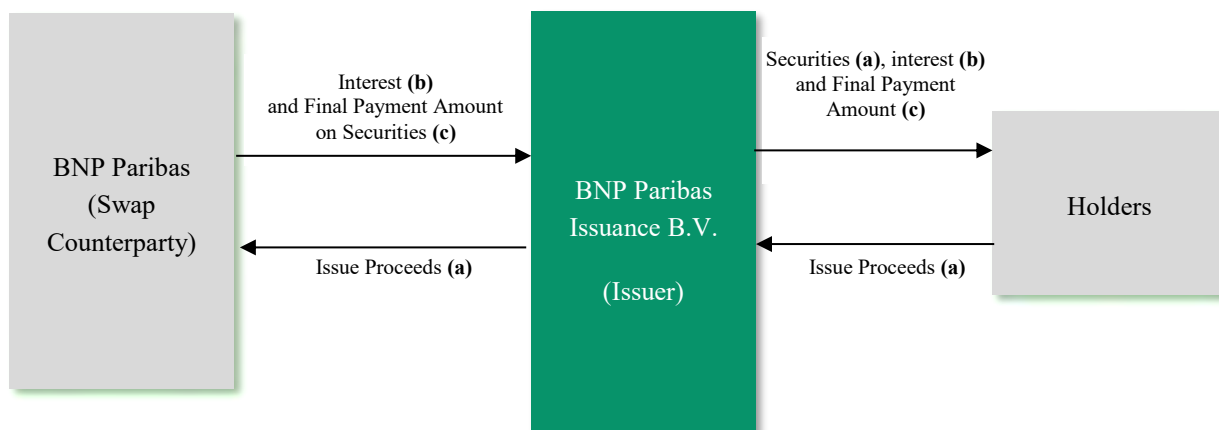 BNP Paribas
(Swap
Counterparty)
Interest (b)
and Final Payment Amount
on Securities (c)
Issue Proceeds (a)
BNP Paribas
Issuance B.V.
(Issuer)
Securities (a), interest (b)
and Final Payment
Amount (c)
Issue Proceeds (a)
Holders